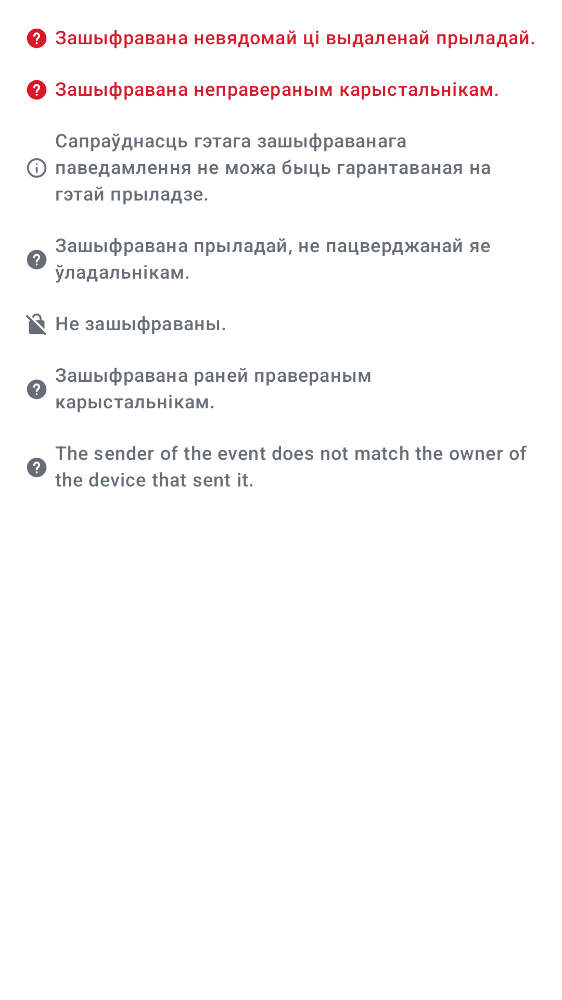 Зашыфравана невядомай ці выдаленай прыладай.
Зашыфравана неправераным карыстальнікам.
Сапраўднасць гэтага зашыфраванага
паведамлення не можа быць гарантаваная на
гэтай прыладзе.
Зашыфравана прыладай, не пацверджанай яе
ўладальнікам.
Не зашыфраваны.
Зашыфравана раней правераным
карыстальнікам.
The sender of the event does not match the owner of
the device that sent it.